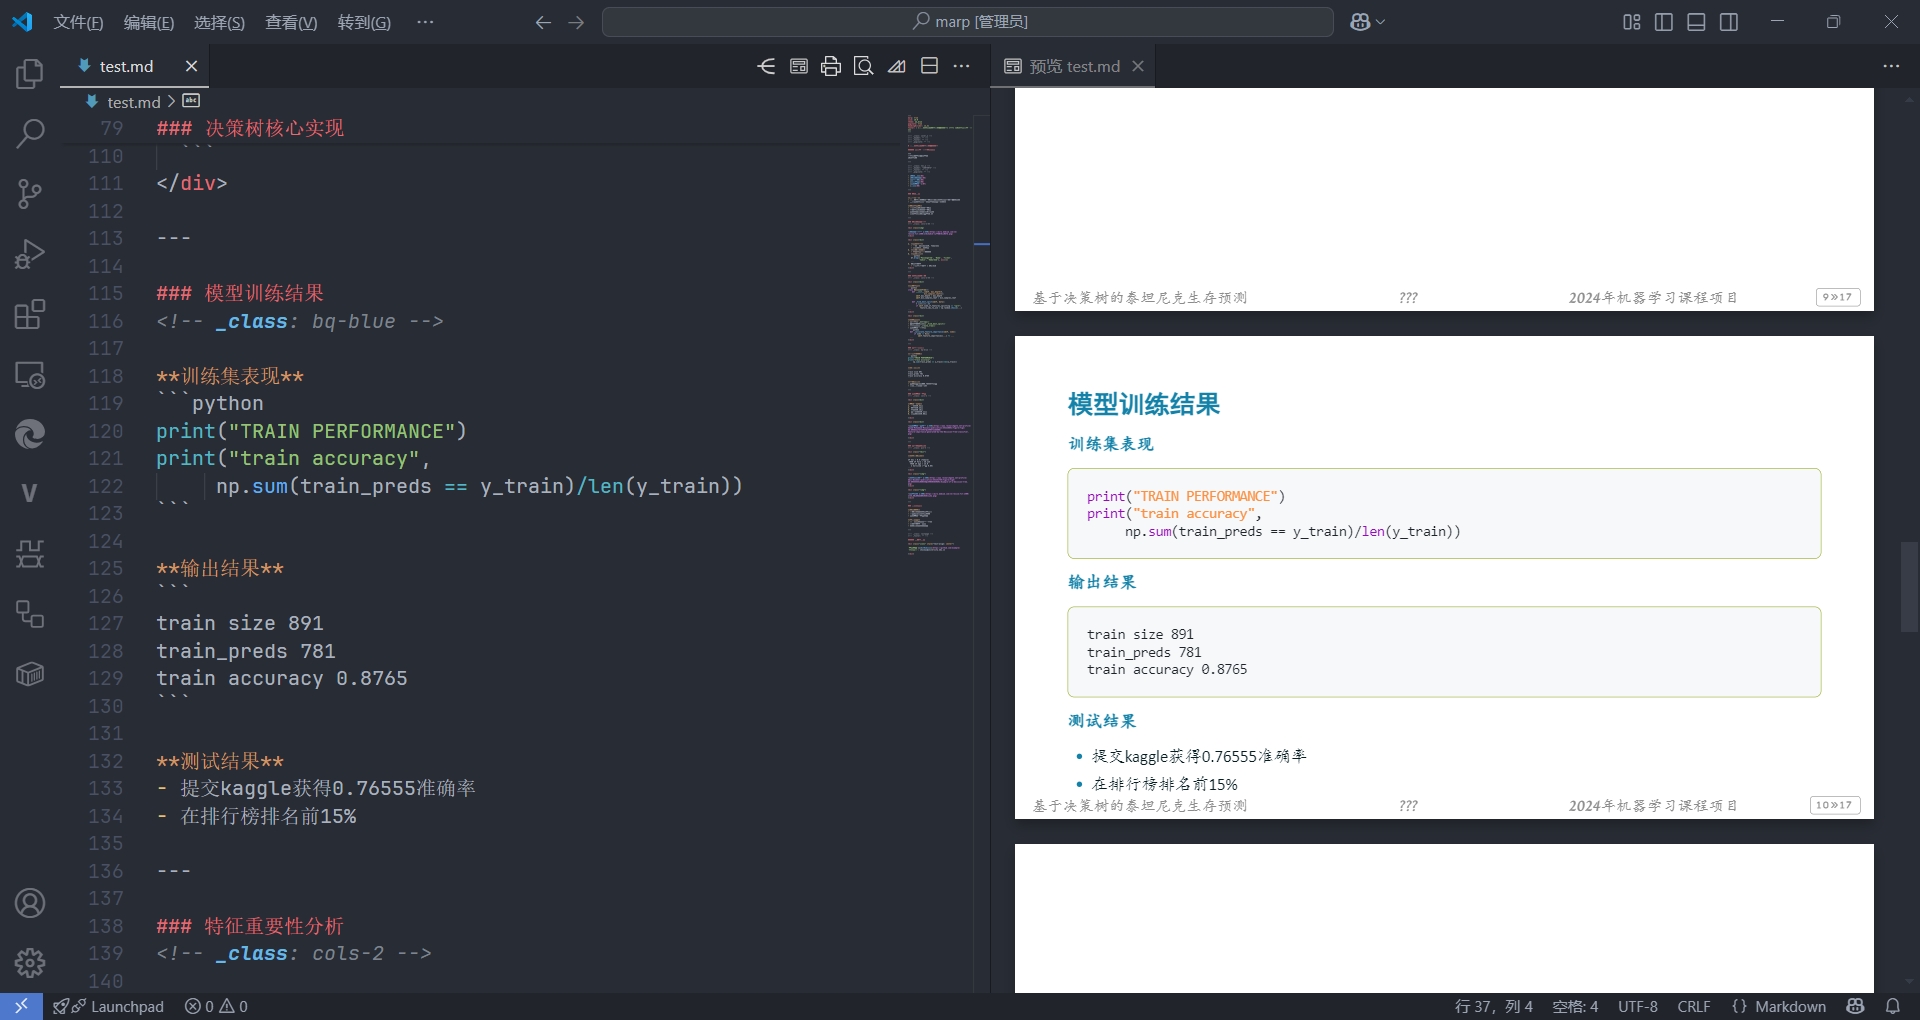 文件(F) 编辑(E) 选择(S) 查看(V) 转到(G) ···
marp [管理员]
test.md
预览 test.md
test.md
79 ### 决策树核心实现
110 ```
111 </div>
112
113 ---
114
115 ### 模型训练结果
116 <!-- _class: bq-blue -->
117
118 **训练集表现**
119 ```python
120 print("TRAIN PERFORMANCE")
121 print("train accuracy",
122 np.sum(train_preds == y_train)/len(y_train))
123 ```
124
125 **输出结果**
126 ```
127 train size 891
128 train_preds 781
129 train accuracy 0.8765
130 ```
131
132 **测试结果**
133 - 提交kaggle获得0.76555准确率
134 - 在排行榜排名前15%
135
136 ---
137
138 ### 特征重要性分析
139 <!-- _class: cols-2 -->
140
基于决策树的泰坦尼克生存预测 ??? 2024年机器学习课程项目 9»17
模型训练结果
训练集表现
print("TRAIN PERFORMANCE")
print("train accuracy",
np.sum(train_preds == y_train)/len(y_train))
输出结果
train size 891
train_preds 781
train accuracy 0.8765
测试结果
• 提交kaggle获得0.76555准确率
• 在排行榜排名前15%
基于决策树的泰坦尼克生存预测 ??? 2024年机器学习课程项目 10»17
Launchpad 0 0
行 37，列 4 空格: 4 UTF-8 CRLF {} Markdown